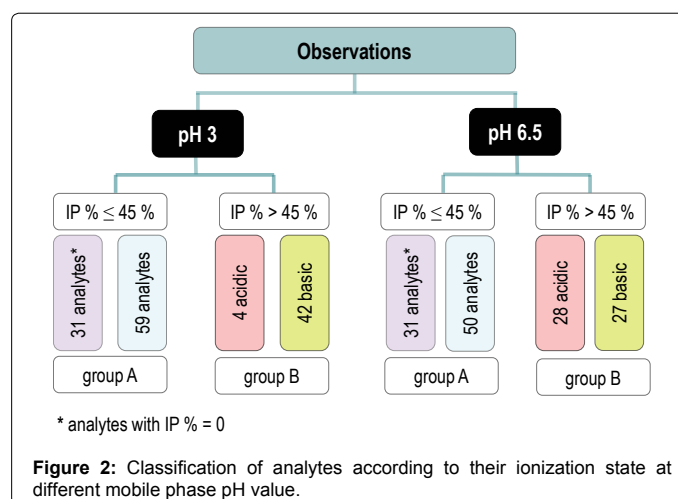 Observations
pH 3
pH 6.5
IP % ≤ 45 %
IP % > 45 %
IP % ≤ 45 %
IP % > 45 %
31 analytes*
59 analytes
4 acidic
42 basic
31 analytes*
50 analytes
28 acidic
27 basic
group A
group B
group A
group B
* analytes with IP % = 0
Figure 2: Classification of analytes according to their ionization state at
different mobile phase pH value.